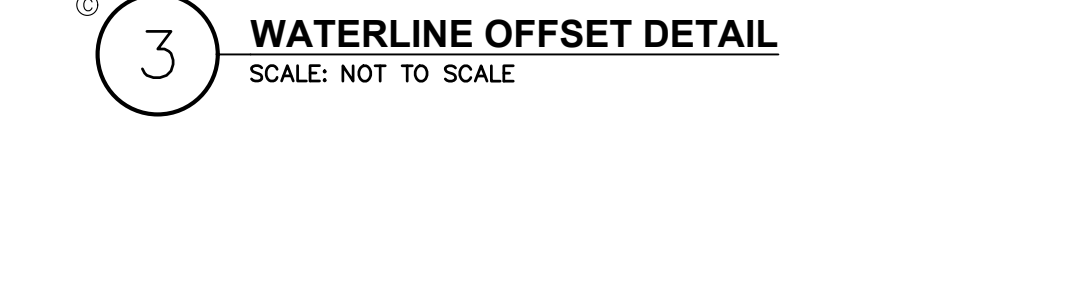 ©
3
WATERLINE OFFSET DETAIL
SCALE: NOT TO SCALE